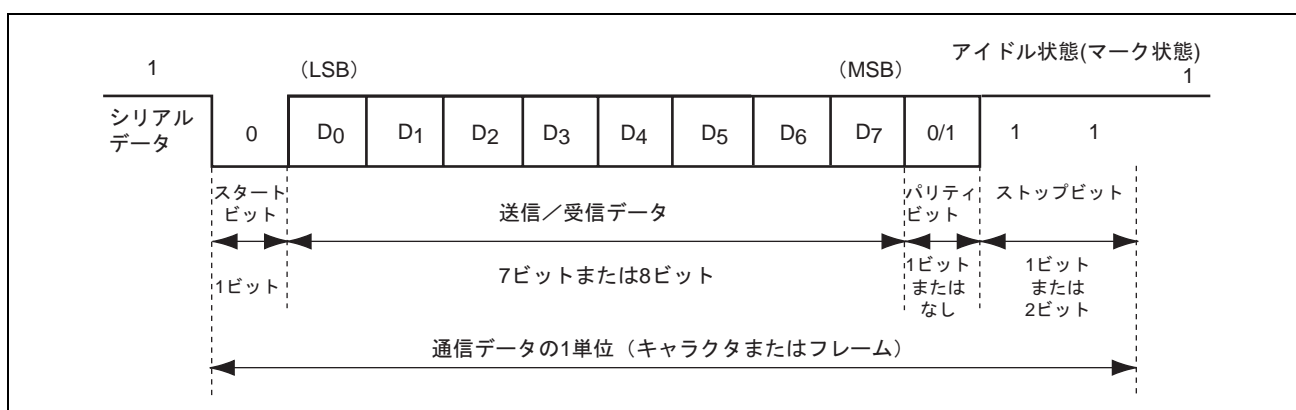 アイドル状態(マーク状態)
1 (LSB) (MSB) 1
シリアル
データ
0 D0 D1 D2 D3 D4 D5 D6 D7 0/1 1 1
スタート
ビット
送信／受信データ
パリティ
ビット
ストップビット
1ビット
7ビットまたは8ビット
1ビット
または
なし
1ビット
または
2ビット
通信データの1単位（キャラクタまたはフレーム）